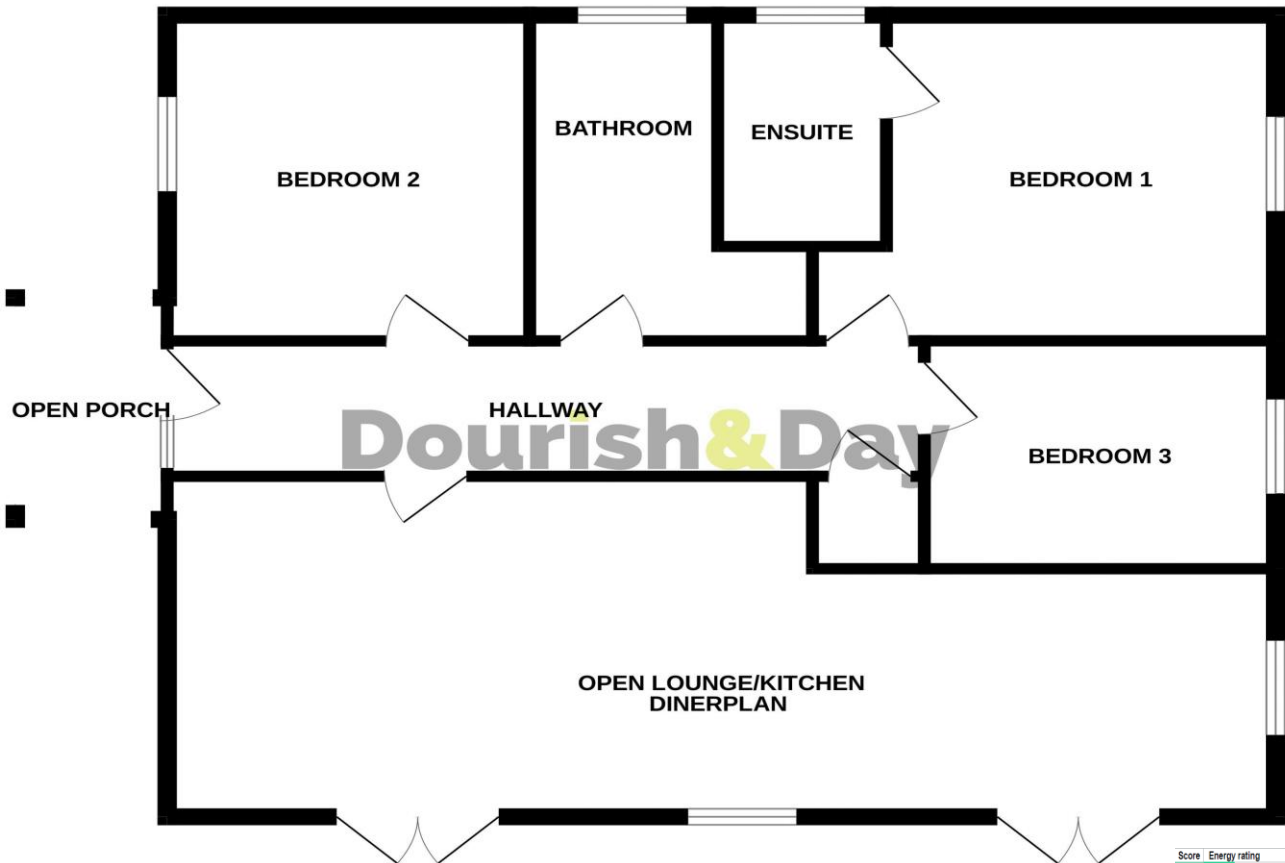 BATHROOM
ENSUITE
BEDROOM 2
BEDROOM 1
OPEN PORCH
HALLWAY
Dourish&Day
BEDROOM 3
OPEN LOUNGE/KITCHEN
DINERPLAN
Score Energy rating